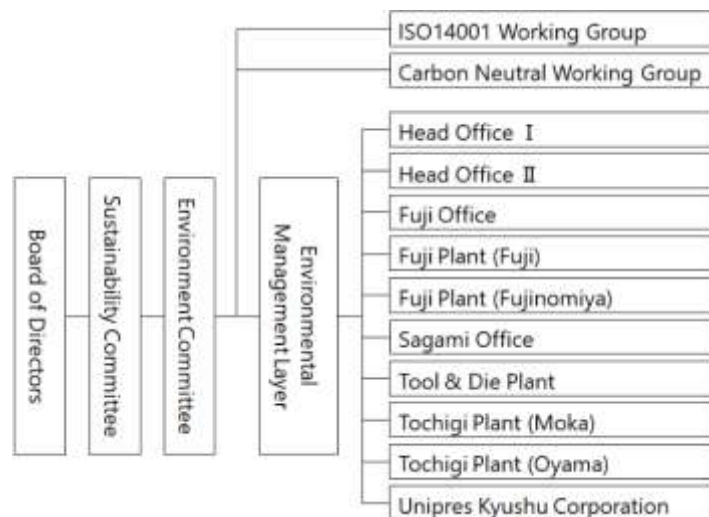 Board of Directors
Sustainability Committee
Environment Committee
Environmental
Management Layer
ISO14001 Working Group
Carbon Neutral Working Group
Head Office Ⅰ
Head Office Ⅱ
Fuji Office
Fuji Plant (Fuji)
Fuji Plant (Fujinomiya)
Sagami Office
Tool & Die Plant
Tochigi Plant (Moka)
Tochigi Plant (Oyama)
Unipres Kyushu Corporation